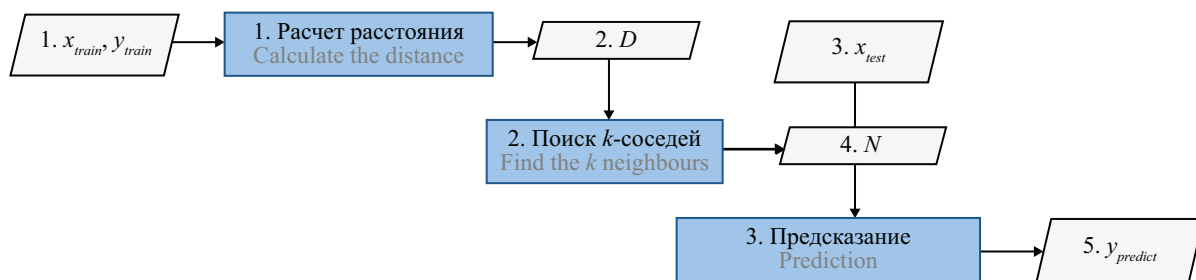 1. x_train, y_train
1. Расчет расстояния
Calculate the distance
2. D
3. x_test
2. Поиск k-соседей
Find the k neighbours
4. N
3. Предсказание
Prediction
5. y_predict